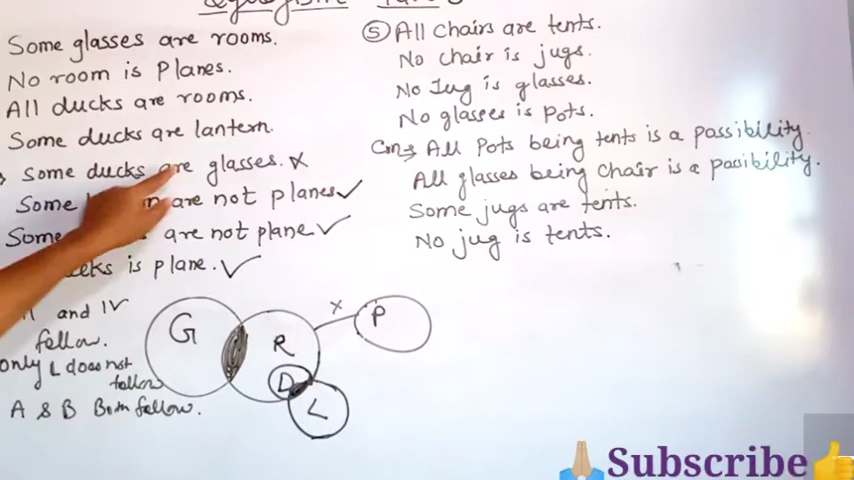 Some glasses are rooms.
No room is Planes.
All ducks are rooms.
Some ducks are lantern.
Some ducks are glasses. ×
Some are not planes ✓
Some are not plane ✓
is plane. ✓
and IV
follow.
only L does not
follow
A & B Both follow.
G
R
D
L
×
P
⑤ All Chairs are tents.
No chair is jugs.
No Jug is glasses.
No glasses is Pots.
Con→ All Pots being tents is a possibility.
All glasses being Chair is a possibility.
Some jugs are tents.
No jug is tents.
Subscribe